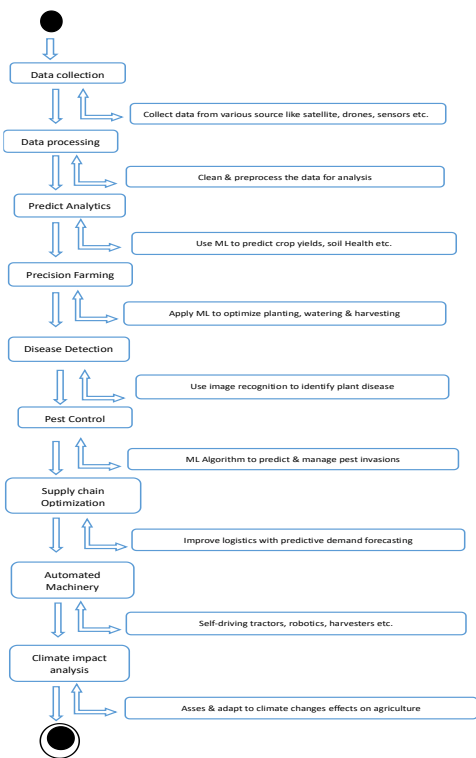 Data collection
Collect data from various source like satellite, drones, sensors etc.
Data processing
Clean & preprocess the data for analysis
Predict Analytics
Use ML to predict crop yields, soil Health etc.
Precision Farming
Apply ML to optimize planting, watering & harvesting
Disease Detection
Use image recognition to identify plant disease
Pest Control
ML Algorithm to predict & manage pest invasions
Supply chain
Optimization
Improve logistics with predictive demand forecasting
Automated
Machinery
Self-driving tractors, robotics, harvesters etc.
Climate impact
analysis
Asses & adapt to climate changes effects on agriculture